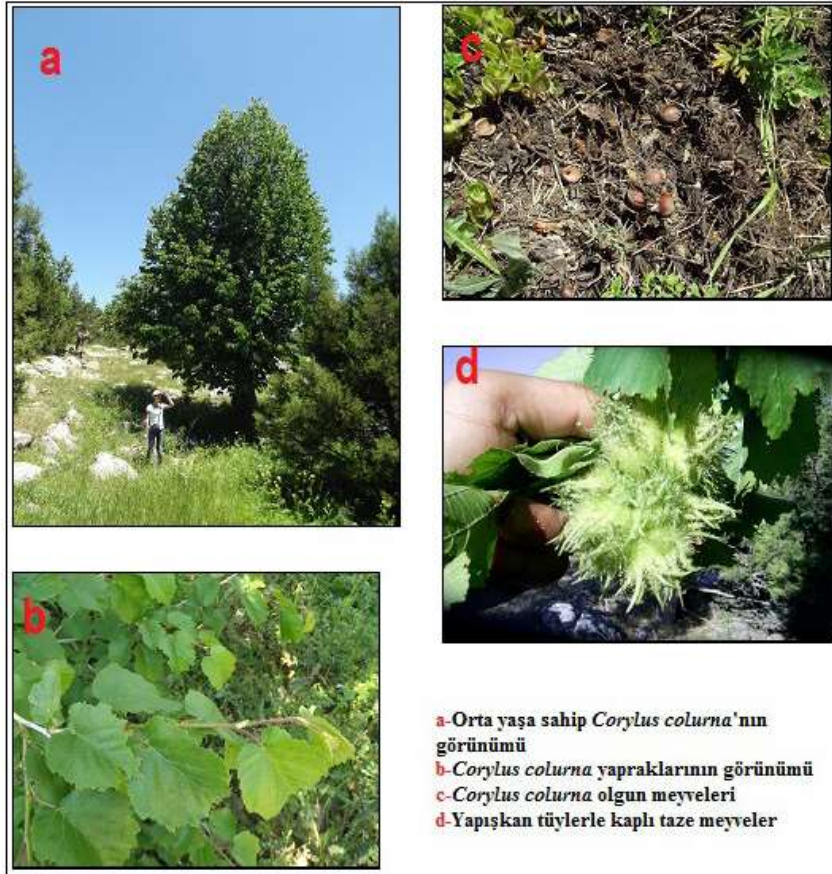 a
c
d
b
a-Orta yaşa sahip Corylus colurna'nın
görünümü
b-Corylus colurna yapraklarının görünümü
c-Corylus colurna olgun meyveleri
d-Yapışkan tüylerle kaplı taze meyveler